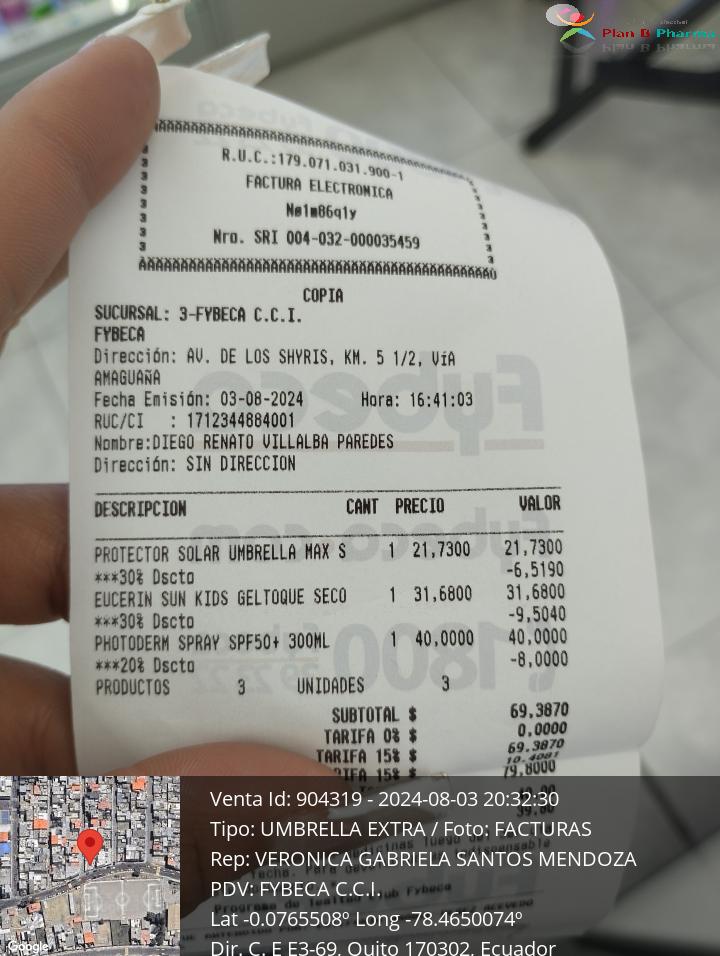 Plan B Pharma
R.U.C.:179.071.031.900-1
FACTURA ELECTRONICA
Nø1m86q1y
Nro. SRI 004-032-000035459
COPIA
SUCURSAL: 3-FYBECA C.C.I.
FYBECA
Dirección: AV. DE LOS SHYRIS, KM. 5 1/2, VíA
AMAGUAñA
Fecha Emisión: 03-08-2024 Hora: 16:41:03
RUC/CI : 1712344884001
Nombre:DIEGO RENATO VILLALBA PAREDES
Dirección: SIN DIRECCION
DESCRIPCION CANT PRECIO VALOR
PROTECTOR SOLAR UMBRELLA MAX S 1 21,7300 21,7300
***30% Dscto -6,5190
EUCERIN SUN KIDS GELTOQUE SECO 1 31,6800 31,6800
***30% Dscto -9,5040
PHOTODERM SPRAY SPF50+ 300ML 1 40,0000 40,0000
***20% Dscto -8,0000
PRODUCTOS 3 UNIDADES 3
SUBTOTAL $ 69,3870
TARIFA 0% $ 0,0000
TARIFA 15% $ 69.3870
15% $ 10.4081
79,8000
Venta Id: 904319 - 2024-08-03 20:32:30
Tipo: UMBRELLA EXTRA / Foto: FACTURAS
Rep: VERONICA GABRIELA SANTOS MENDOZA
PDV: FYBECA C.C.I.
Lat -0.0765508º Long -78.4650074º
Dir. C. E E3-69, Quito 170302, Ecuador
Google